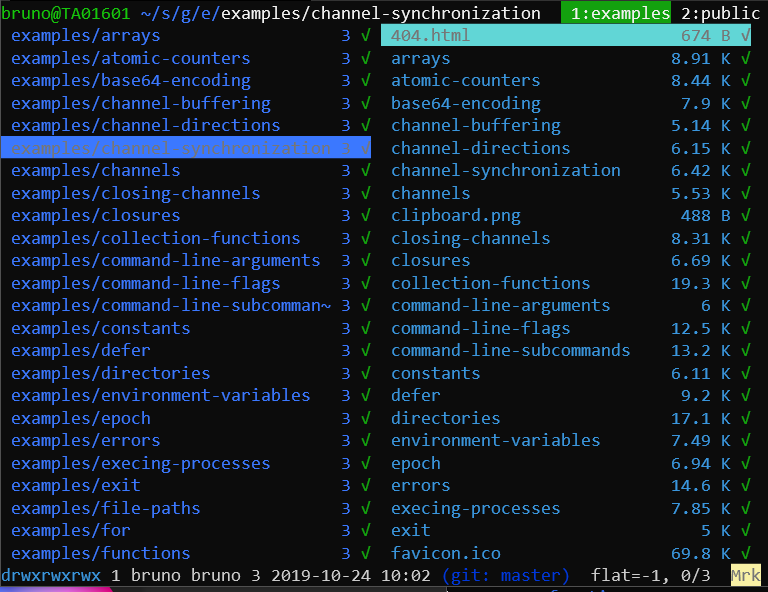 bruno@TA01601 ~/s/g/e/examples/channel-synchronization 1:examples 2:public
examples/arrays 3 √ 404.html 674 B √
examples/atomic-counters 3 √ arrays 8.91 K √
examples/base64-encoding 3 √ atomic-counters 8.44 K √
examples/channel-buffering 3 √ base64-encoding 7.9 K √
examples/channel-directions 3 √ channel-buffering 5.14 K √
examples/channel-synchronization 3 √ channel-directions 6.15 K √
examples/channels 3 √ channel-synchronization 6.42 K √
examples/closing-channels 3 √ channels 5.53 K √
examples/closures 3 √ clipboard.png 488 B √
examples/collection-functions 3 √ closing-channels 8.31 K √
examples/command-line-arguments 3 √ closures 6.69 K √
examples/command-line-flags 3 √ collection-functions 19.3 K √
examples/command-line-subcomman~ 3 √ command-line-arguments 6 K √
examples/constants 3 √ command-line-flags 12.5 K √
examples/defer 3 √ command-line-subcommands 13.2 K √
examples/directories 3 √ constants 6.11 K √
examples/environment-variables 3 √ defer 9.2 K √
examples/epoch 3 √ directories 17.1 K √
examples/errors 3 √ environment-variables 7.49 K √
examples/execing-processes 3 √ epoch 6.94 K √
examples/exit 3 √ errors 14.6 K √
examples/file-paths 3 √ execing-processes 7.85 K √
examples/for 3 √ exit 5 K √
examples/functions 3 √ favicon.ico 69.8 K √
drwxrwxrwx 1 bruno bruno 3 2019-10-24 10:02 (git: master) flat=-1, 0/3 Mrk